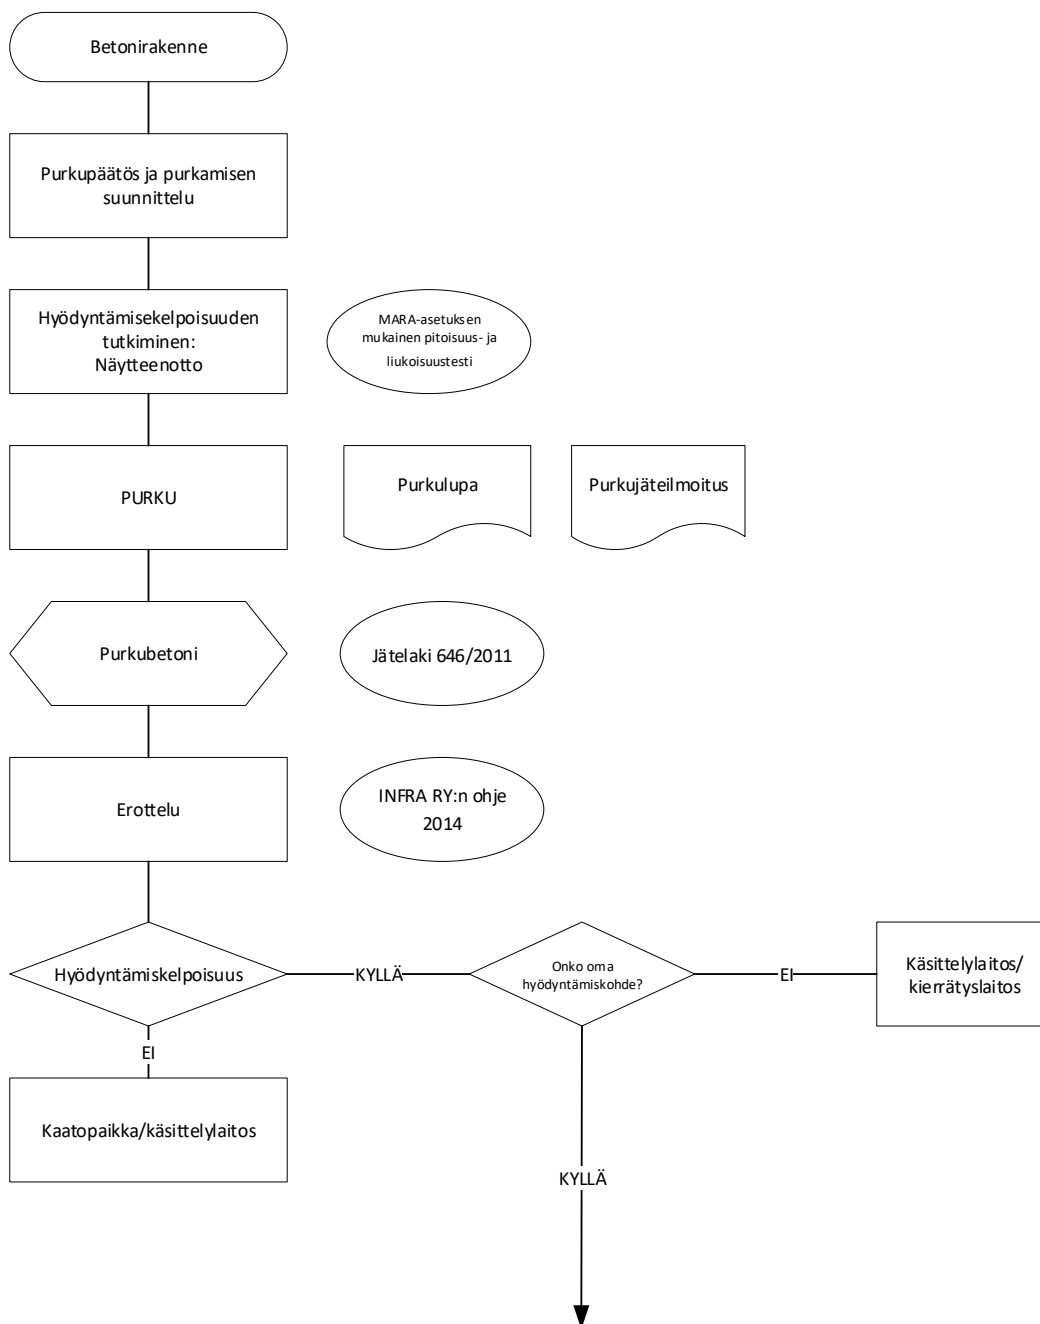 Betonirakenne
Purkupäätös ja purkamisen
suunnittelu
Hyödyntämisekelpoisuuden
tutkiminen:
Näytteenotto
MARA-asetuksen
mukainen pitoisuus- ja
liukoisuustesti
PURKU
Purkulupa
Purkujäteilmoitus
Purkubetoni
Jätelaki 646/2011
Erottelu
INFRA RY:n ohje
2014
Hyödyntämiskelpoisuus
KYLLÄ
Onko oma
hyödyntämiskohde?
EI
Käsittelylaitos/
kierrätyslaitos
EI
Kaatopaikka/käsittelylaitos
KYLLÄ